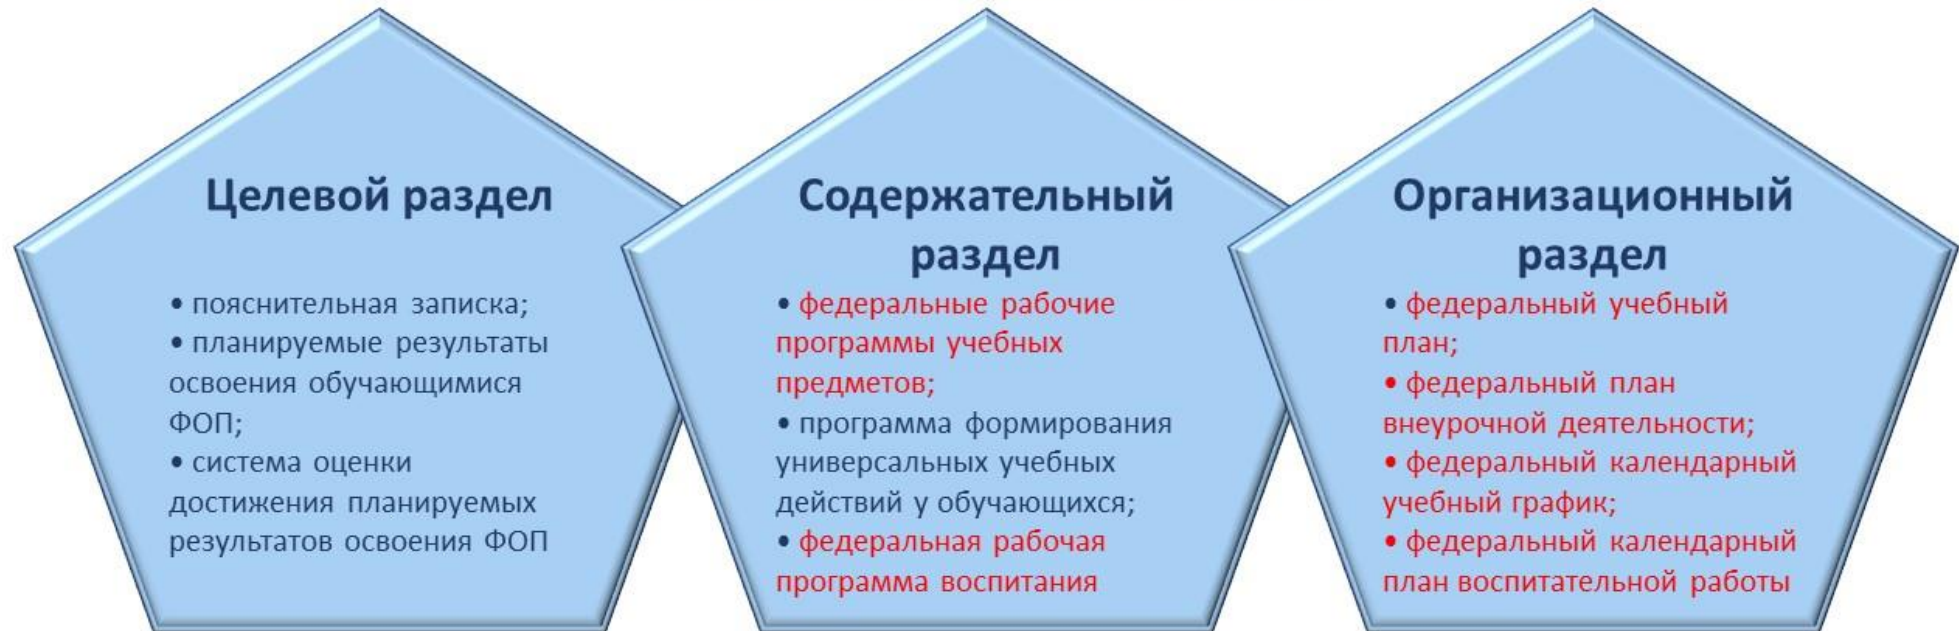 Целевой раздел
• пояснительная записка;
• планируемые результаты
освоения обучающимися
ФОП;
• система оценки
достижения планируемых
результатов освоения ФОП
Содержательный
раздел
• федеральные рабочие
программы учебных
предметов;
• программа формирования
универсальных учебных
действий у обучающихся;
• федеральная рабочая
программа воспитания
Организационный
раздел
• федеральный учебный
план;
• федеральный план
внеурочной деятельности;
• федеральный календарный
учебный график;
• федеральный календарный
план воспитательной работы